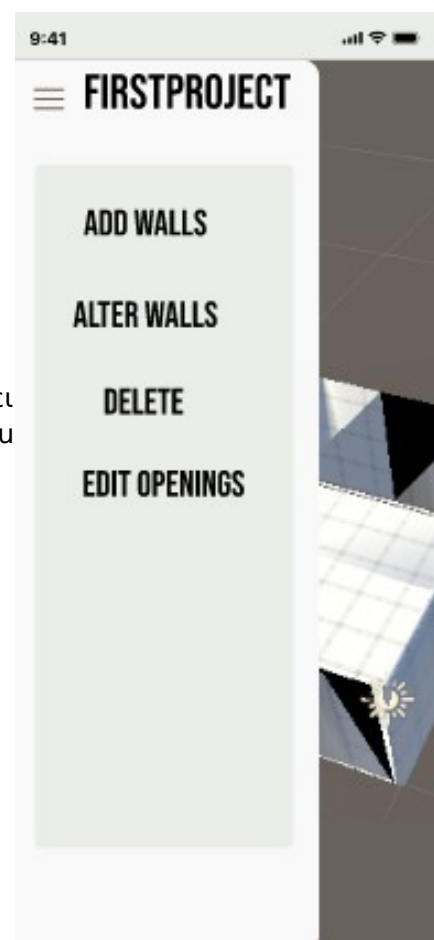 9:41
FIRSTPROJECT
ADD WALLS
ALTER WALLS
DELETE
EDIT OPENINGS